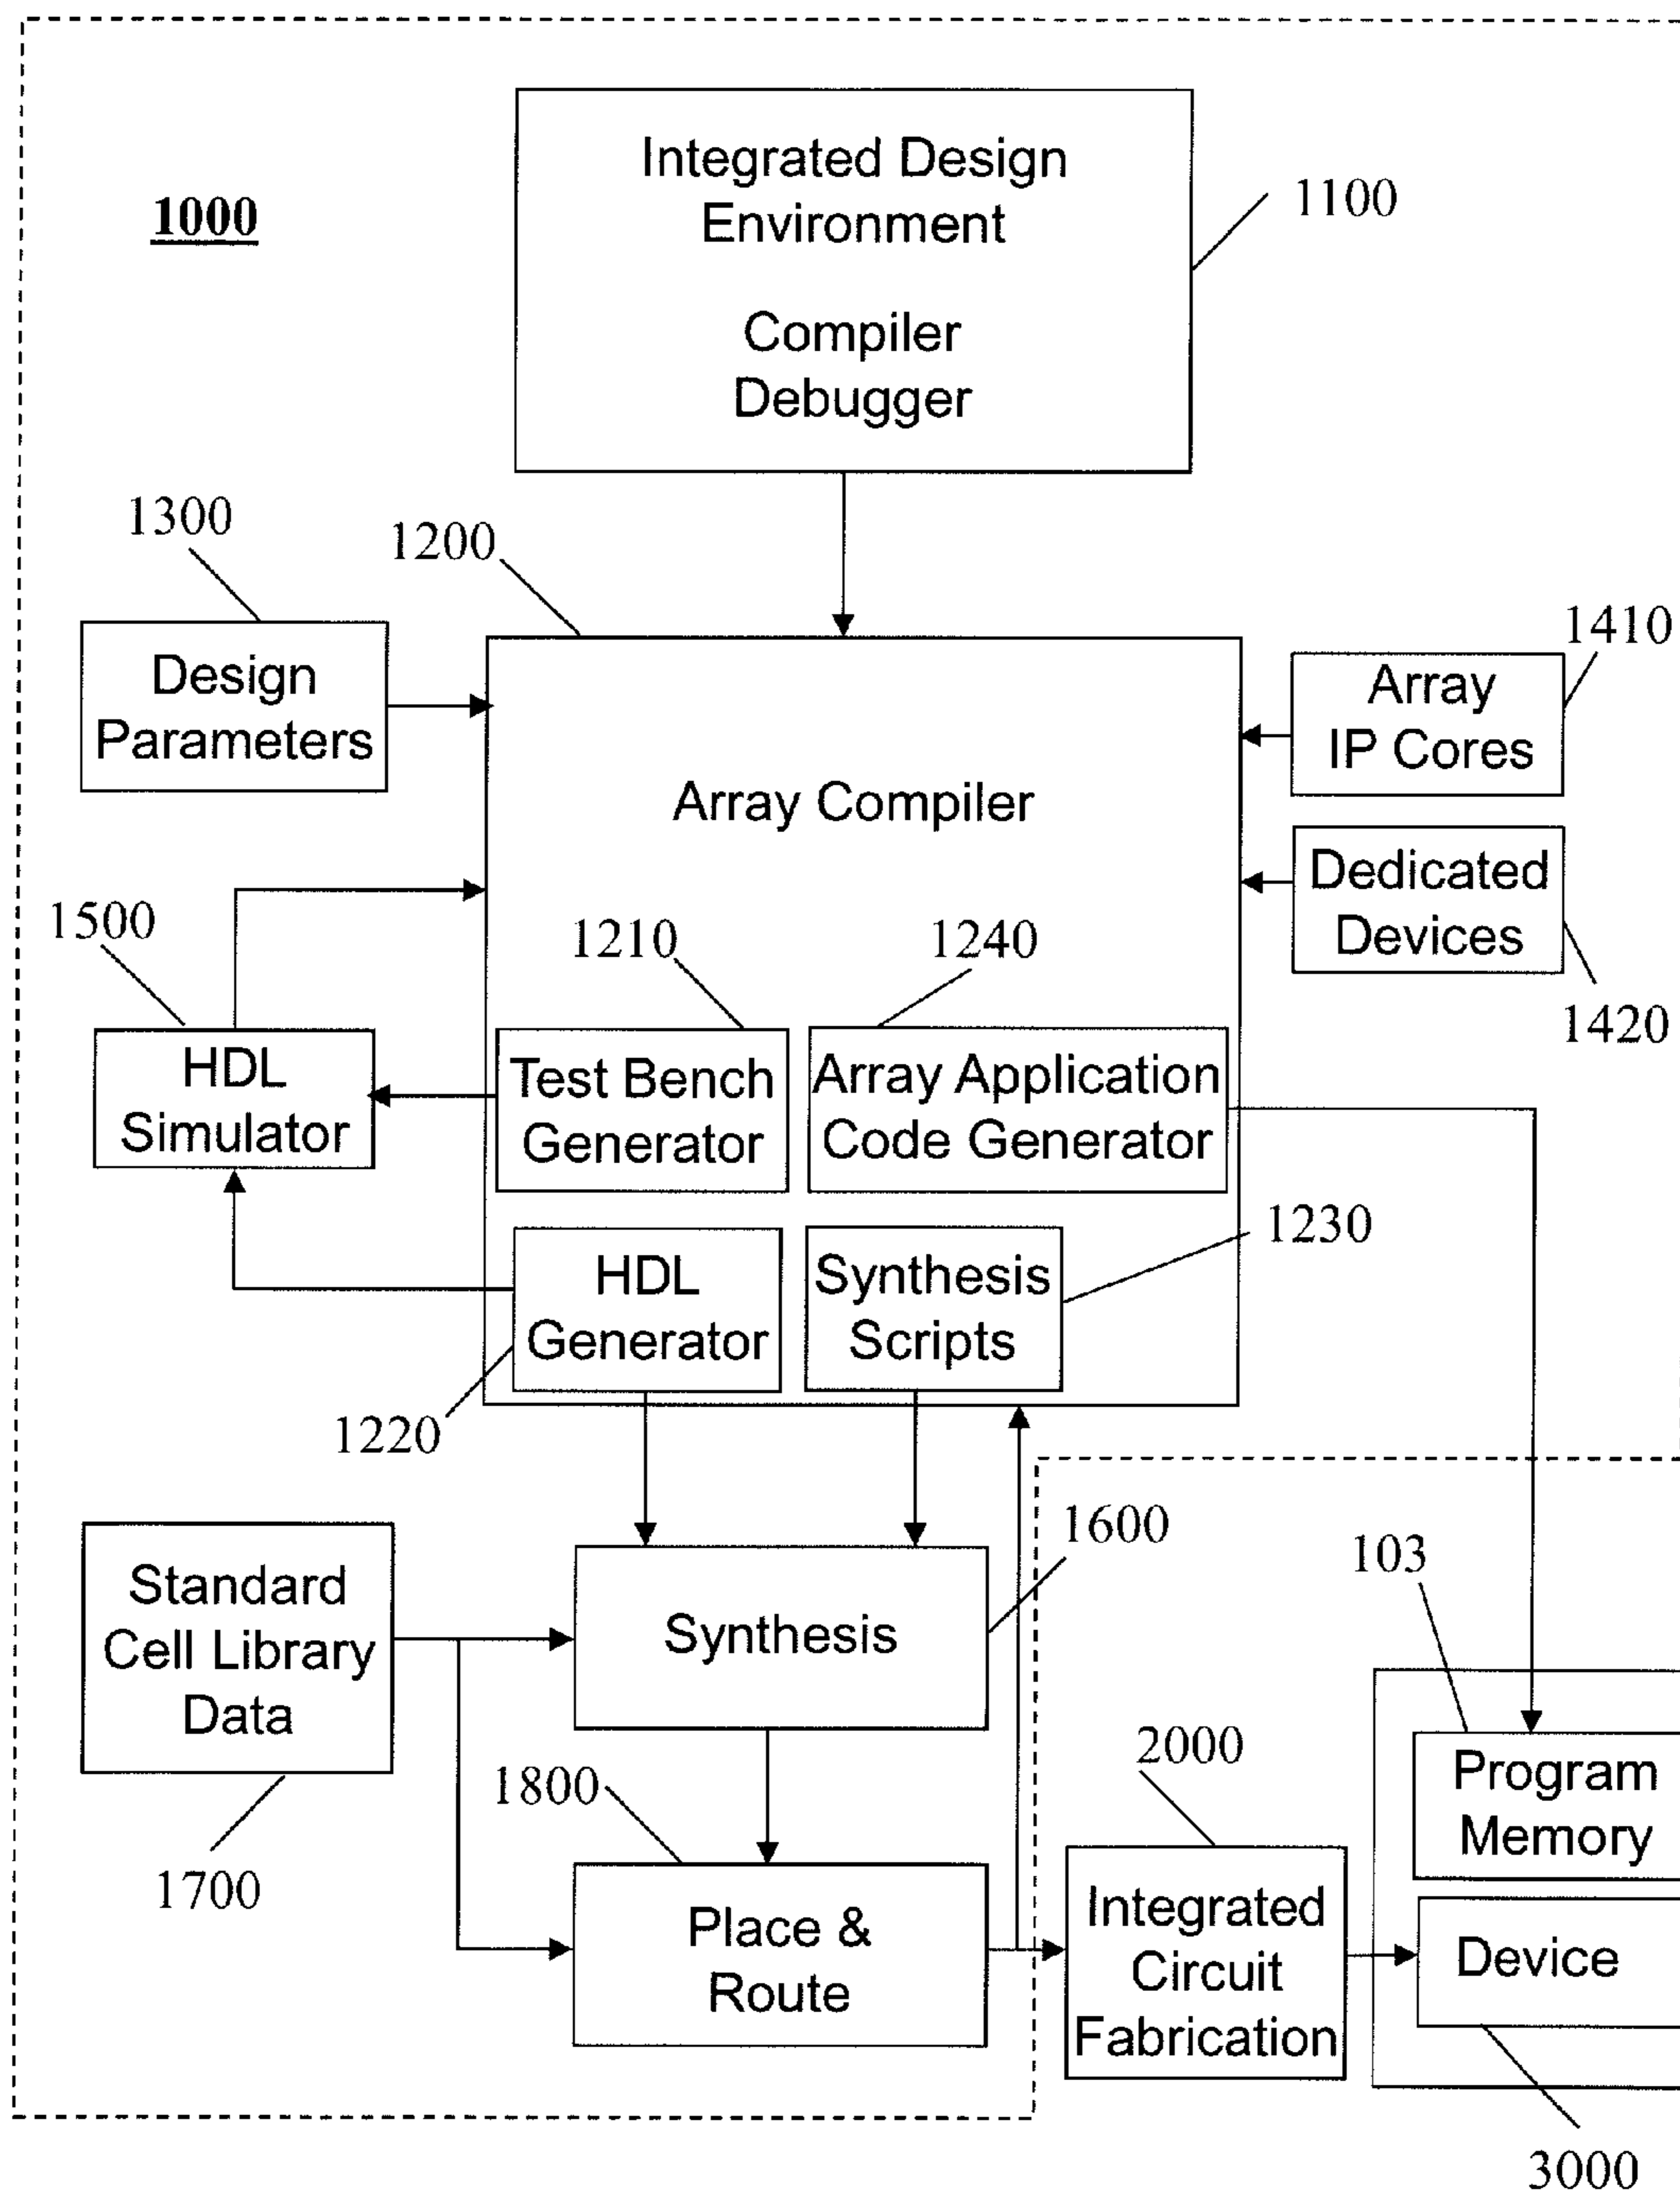 Integrated Design
Environment
Compiler
Debugger
1000
1100
1300
1200
1410
Design
Parameters
Array
IP Cores
Array Compiler
Dedicated
Devices
1500
1210
1240
1420
HDL
Simulator
Test Bench
Generator
Array Application
Code Generator
1230
HDL
Generator
Synthesis
Scripts
1220
1600
103
Standard
Cell Library
Data
Synthesis
2000
Program
Memory
1800
1700
Place &
Route
Integrated
Circuit
Fabrication
Device
3000